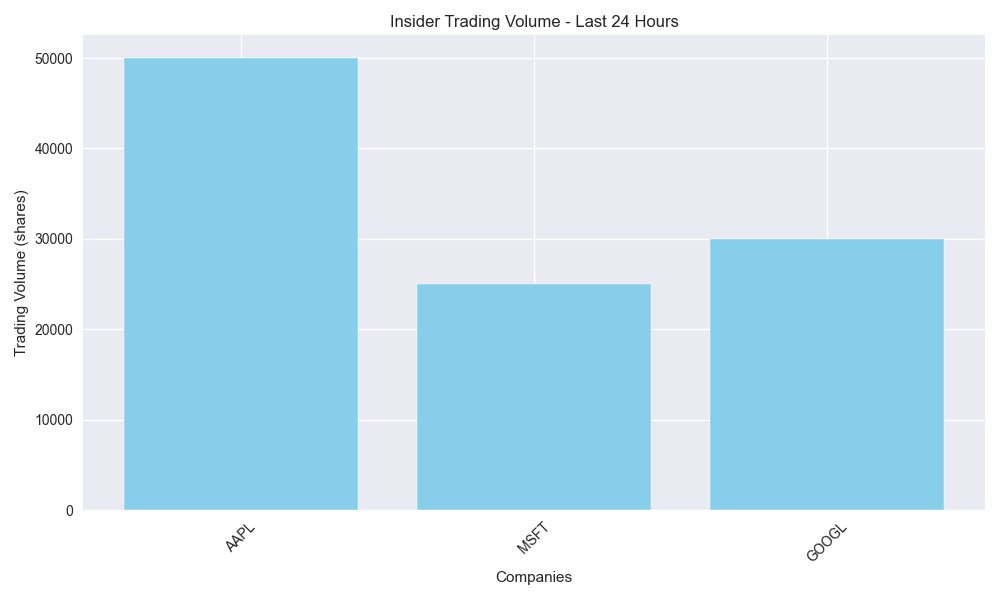 Insider Trading Volume - Last 24 Hours
Trading Volume (shares)
50000
40000
30000
20000
10000
0
AAPL
MSFT
GOOGL
Companies